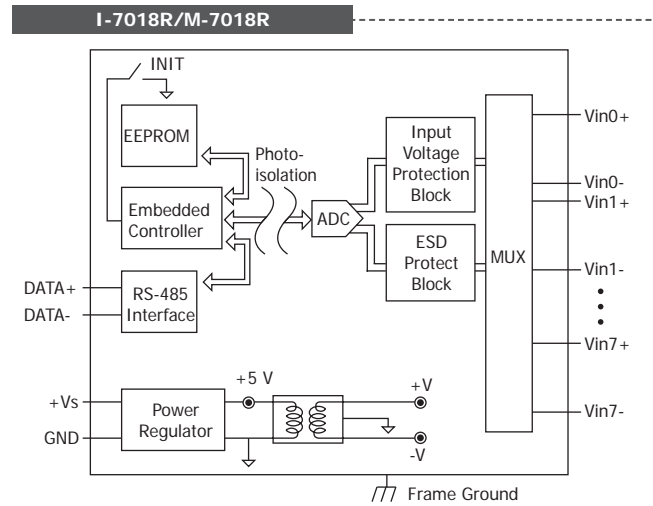 I-7018R/M-7018R
INIT
EEPROM
Photo-
isolation
Embedded
Controller
ADC
Input
Voltage
Protection
Block
ESD
Protect
Block
MUX
Vin0+
Vin0-
Vin1+
Vin1-
Vin7+
Vin7-
DATA+
DATA-
RS-485
Interface
+Vs
GND
Power
Regulator
+5 V
+V
-V
Frame Ground